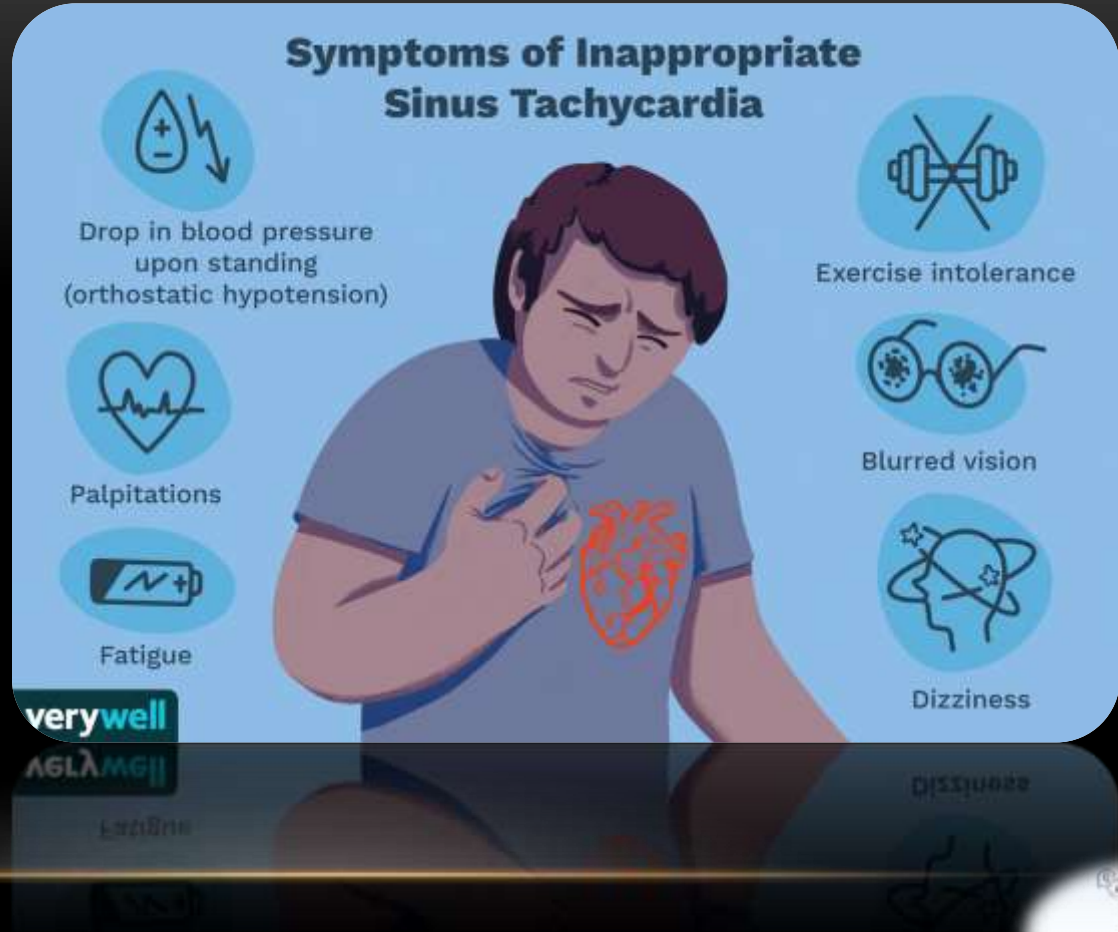 Symptoms of Inappropriate
Sinus Tachycardia
Drop in blood pressure
upon standing
(orthostatic hypotension)
Palpitations
Fatigue
Exercise intolerance
Blurred vision
Dizziness
verywell